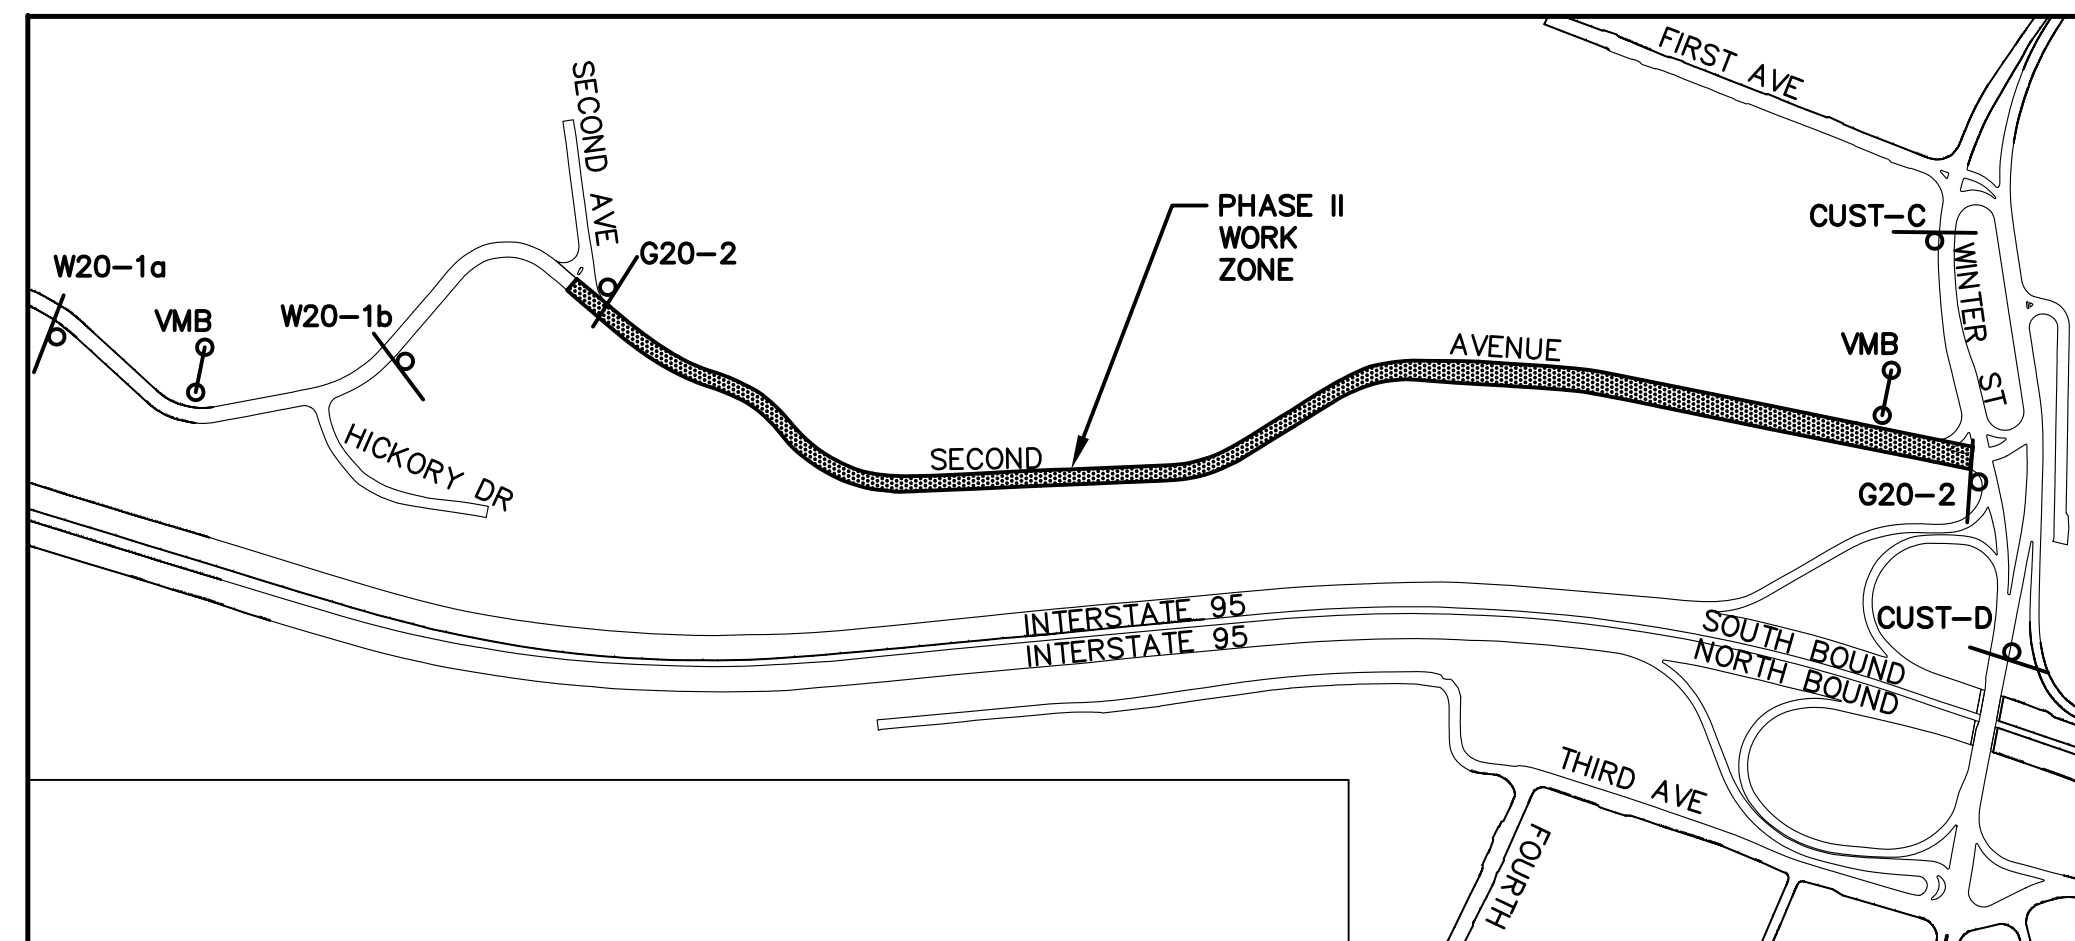 FIRST AVE
SECOND AVE
PHASE II
WORK
ZONE
CUST-C
WINTER ST
G20-2
W20-1a
VMB
W20-1b
AVENUE
VMB
HICKORY DR
SECOND
G20-2
INTERSTATE 95
INTERSTATE 95
CUST-D
SOUTH BOUND
NORTH BOUND
THIRD AVE
FOURTH